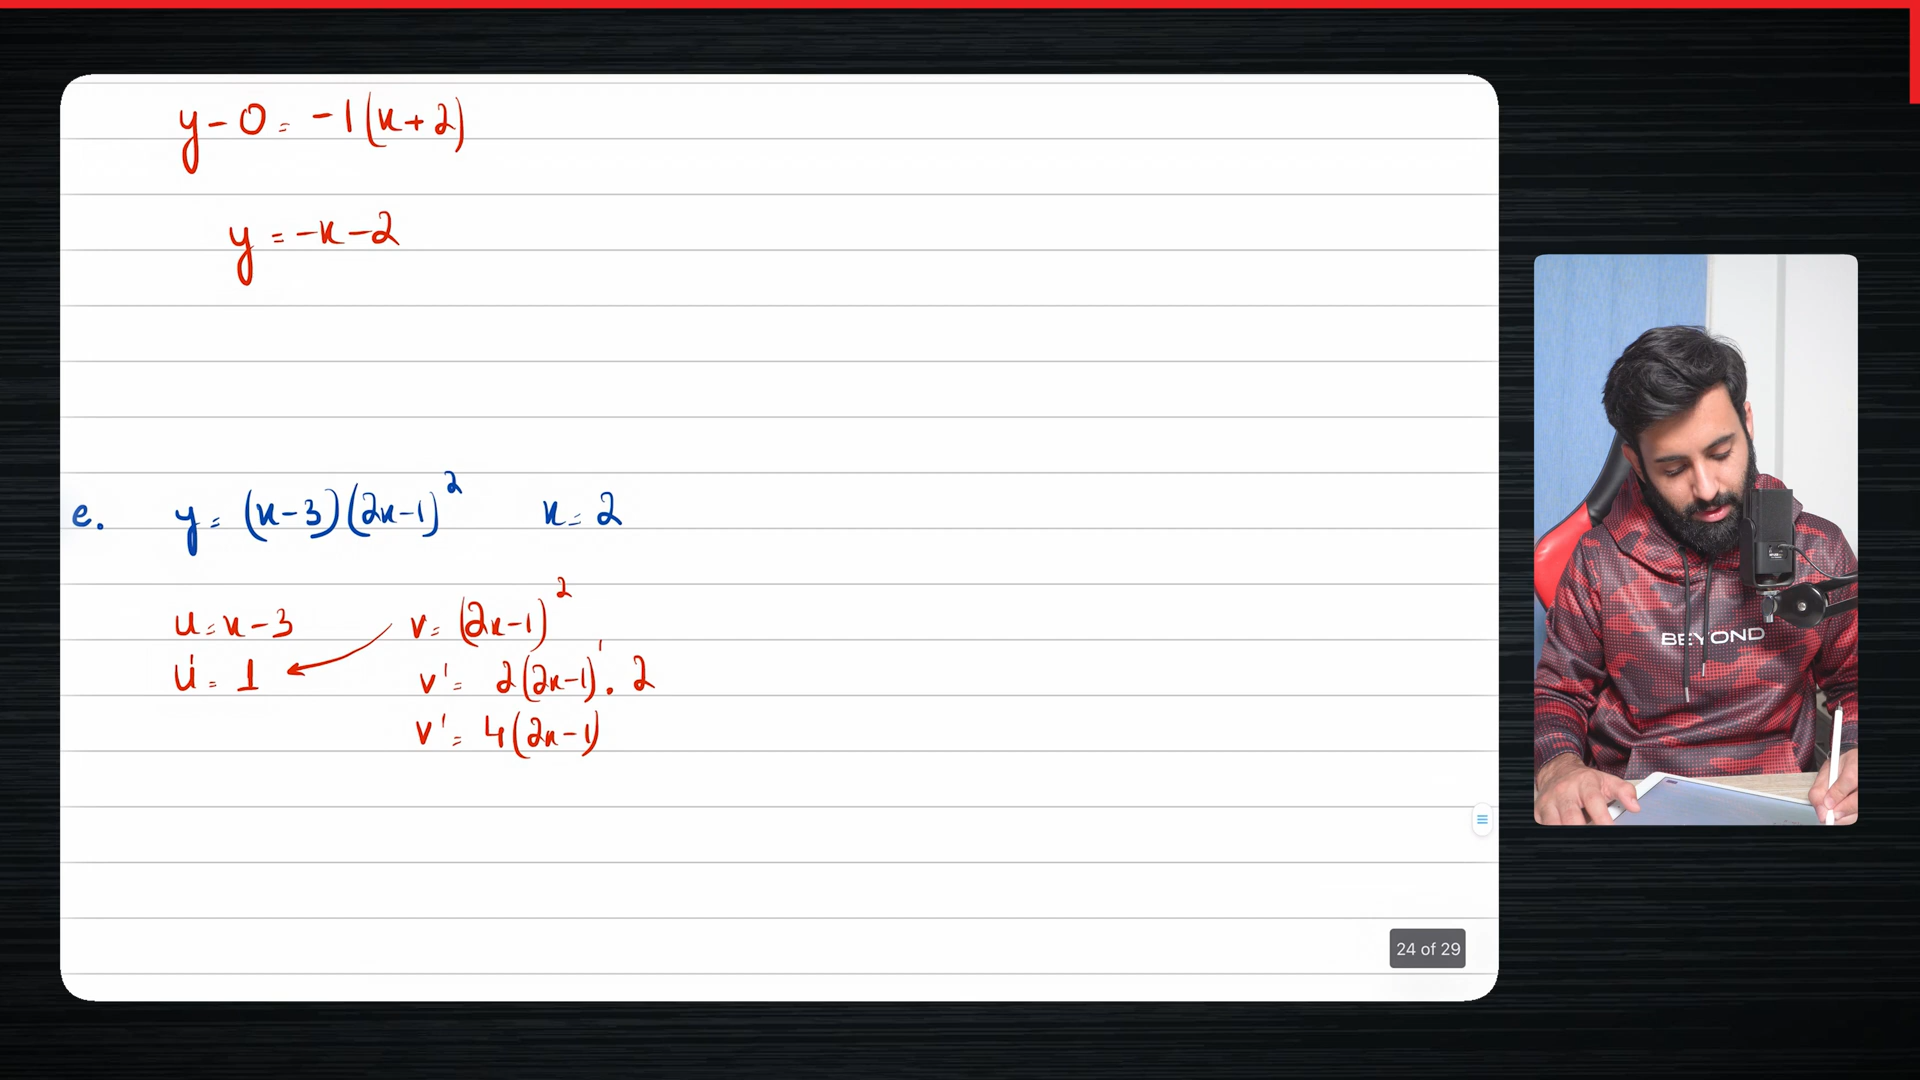 y-0 = -1(x+2)
y = -x-2
e. y = (x-3)(2x-1)² x = 2
u = x-3 v = (2x-1)²
u' = 1 v' = 2(2x-1)¹ . 2
v' = 4(2x-1)
BEYOND
24 of 29